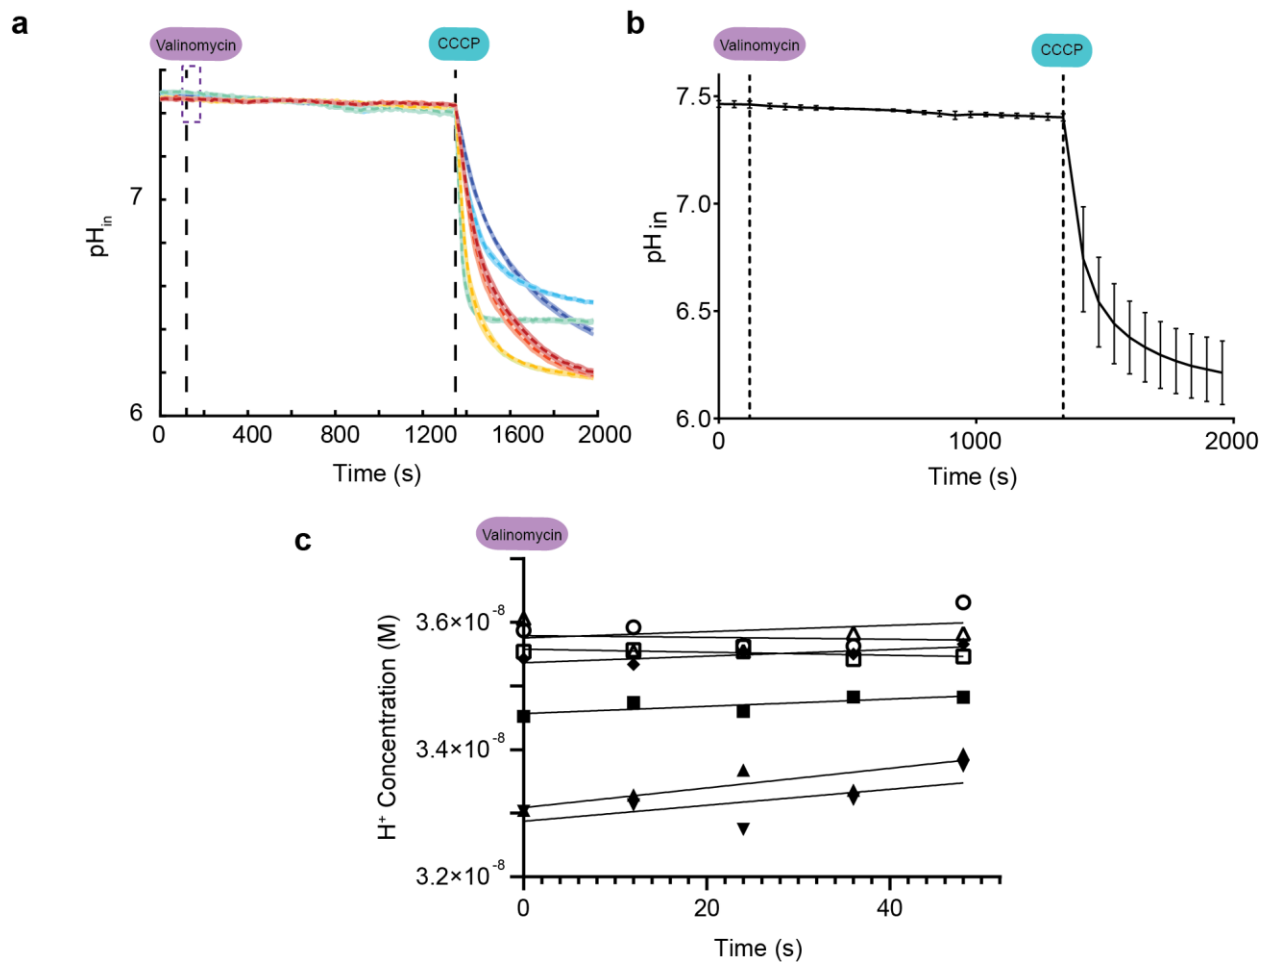 a
Valinomycin
CCCP
7
6
pHin
0 400 800 1200 1600 2000
Time (s)
b
Valinomycin
CCCP
7.5
7.0
6.5
6.0
pHin
0 1000 2000
Time (s)
c
Valinomycin
3.6×10-8
3.4×10-8
3.2×10-8
H+ Concentration (M)
0 20 40
Time (s)